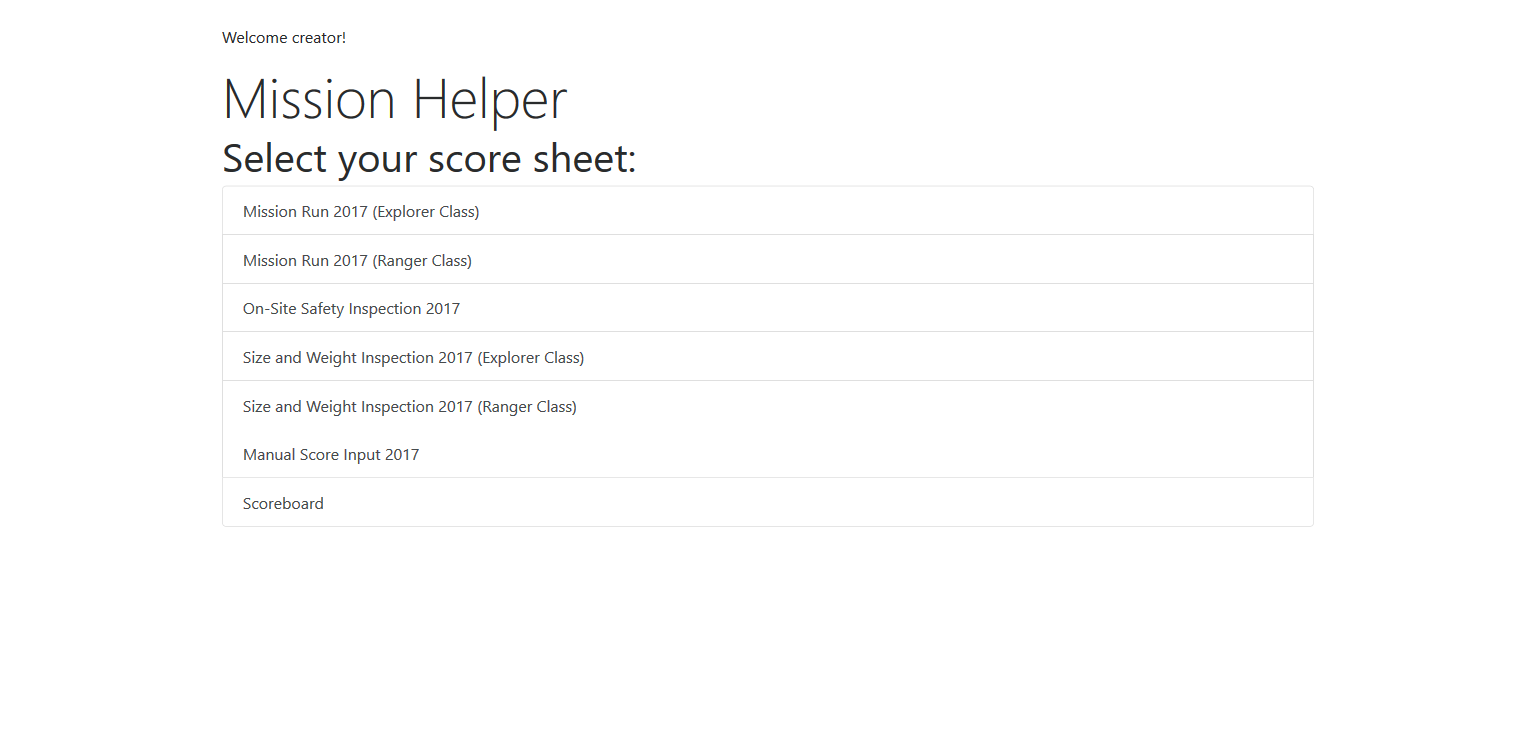 Welcome creator!
Mission Helper
Select your score sheet:
Mission Run 2017 (Explorer Class)
Mission Run 2017 (Ranger Class)
On-Site Safety Inspection 2017
Size and Weight Inspection 2017 (Explorer Class)
Size and Weight Inspection 2017 (Ranger Class)
Manual Score Input 2017
Scoreboard